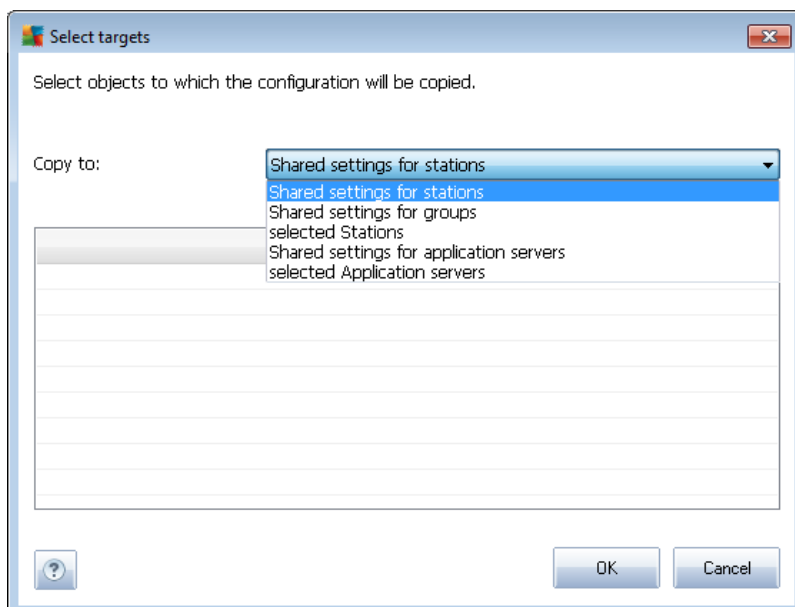 Select targets
Select objects to which the configuration will be copied.
Copy to: Shared settings for stations
Shared settings for stations
Shared settings for groups
selected Stations
Shared settings for application servers
selected Application servers
? OK Cancel